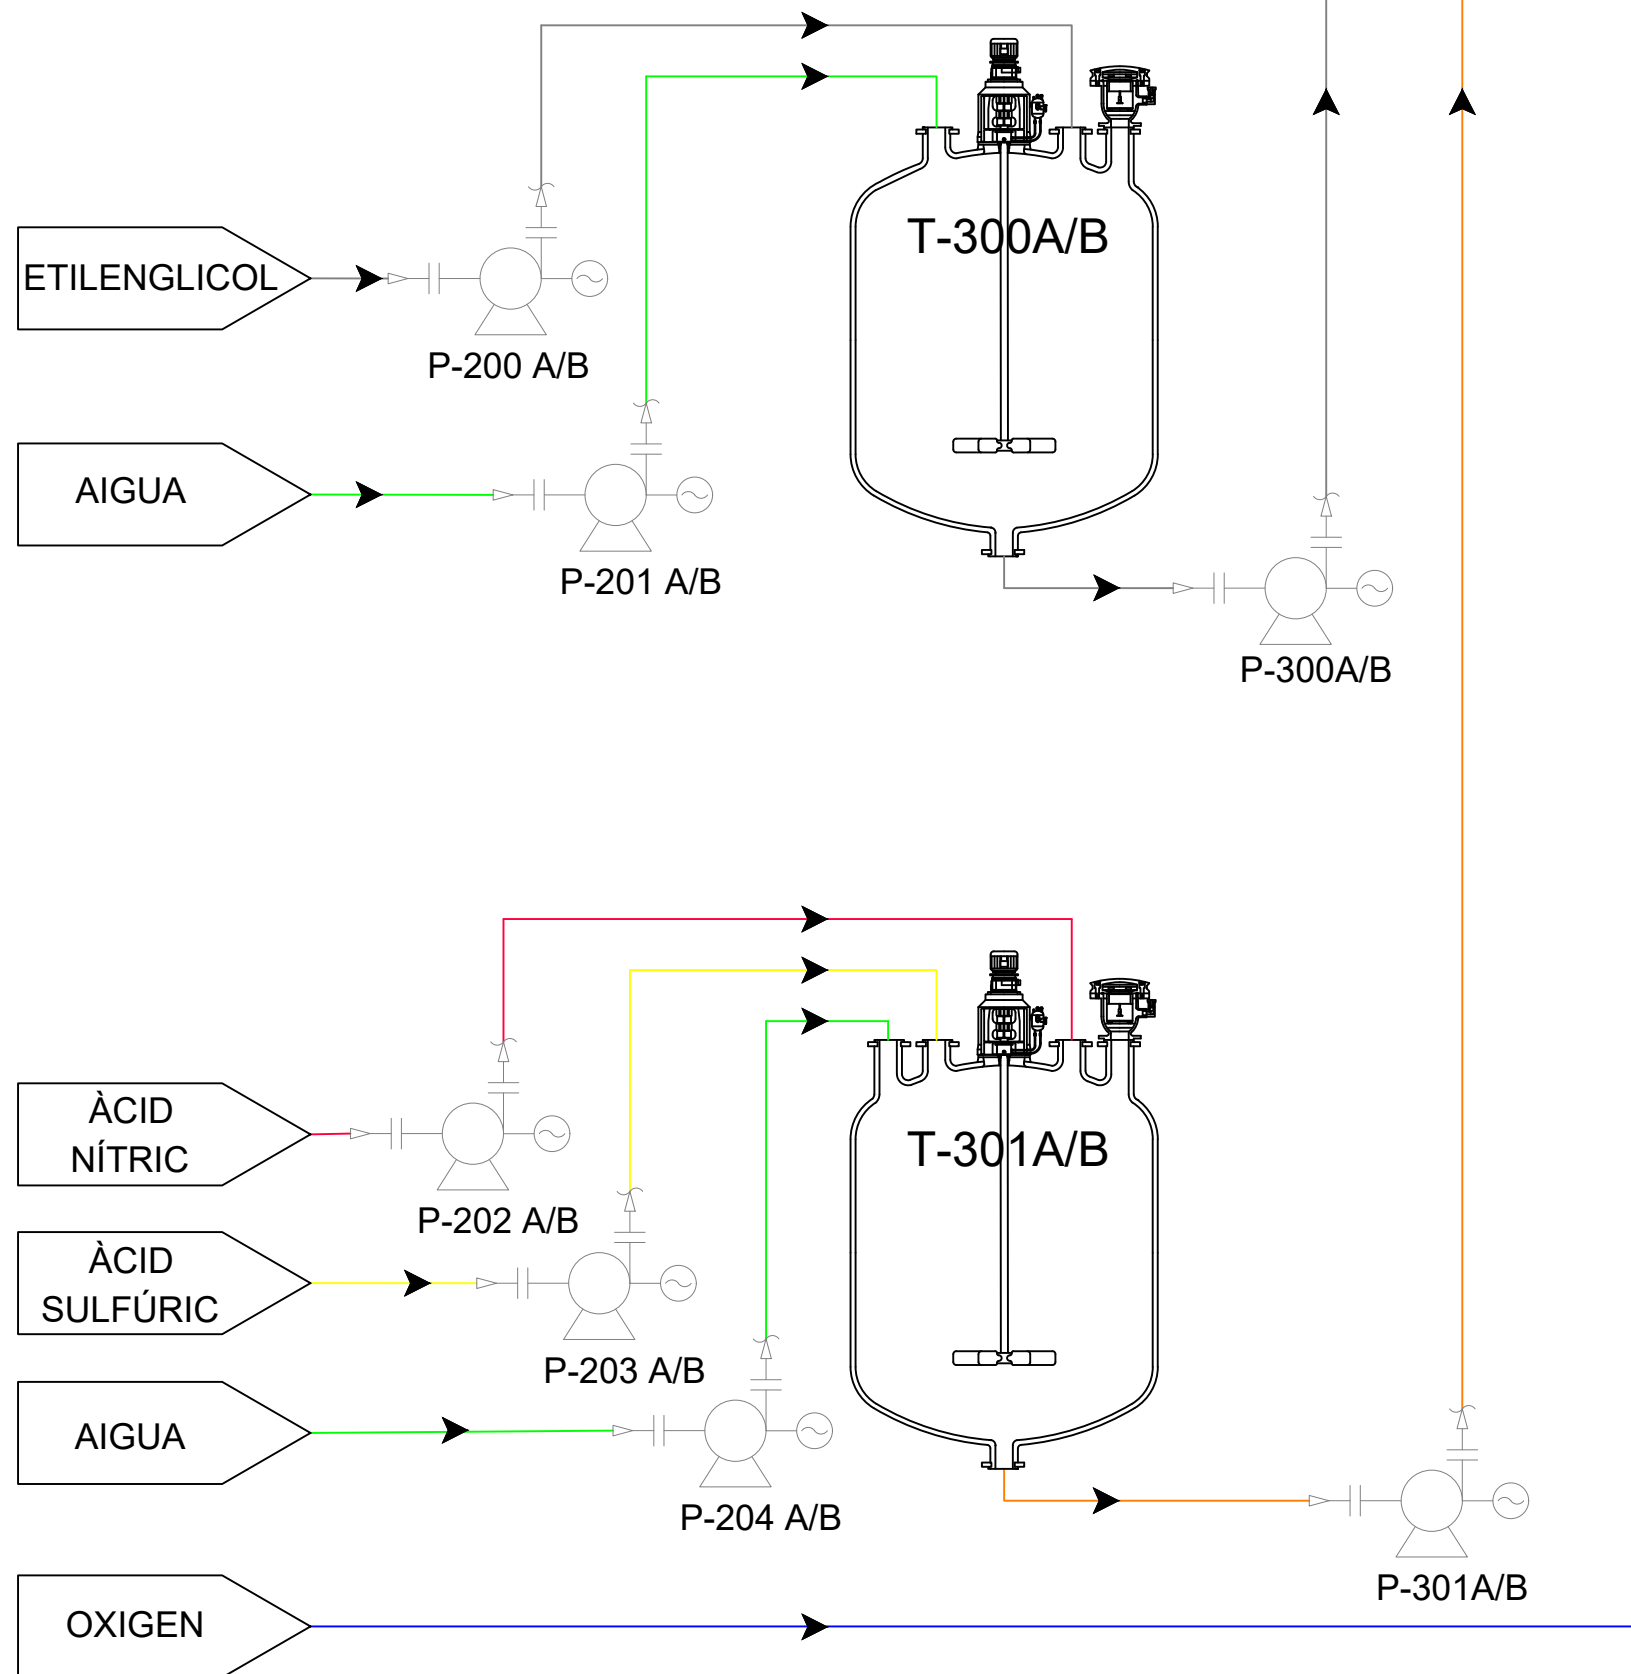 T-300A/B
ETILENGLICOL
P-200 A/B
AIGUA
P-201 A/B
P-300A/B
ÀCID
NÍTRIC
T-301A/B
P-202 A/B
ÀCID
SULFÚRIC
P-203 A/B
AIGUA
P-204 A/B
P-301A/B
OXIGEN